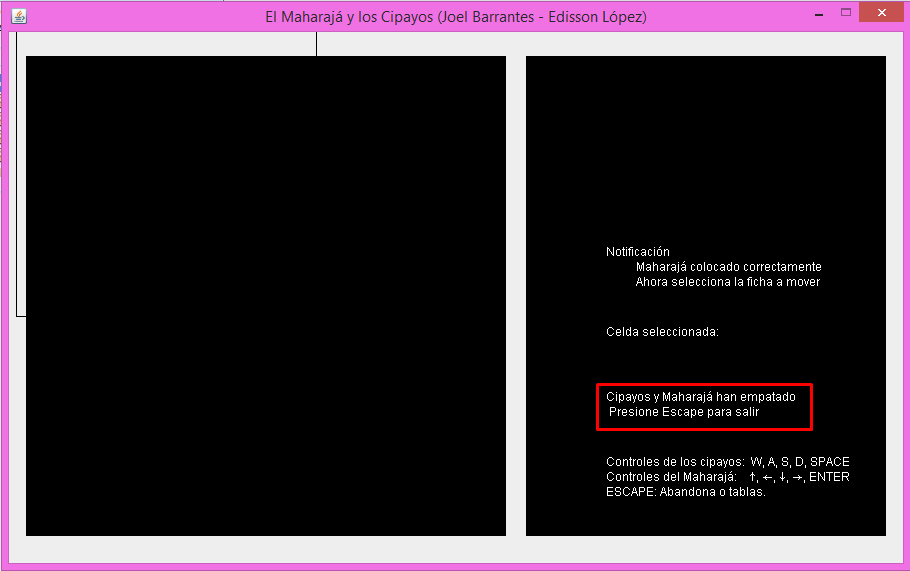 El Maharajá y los Cipayos (Joel Barrantes - Edisson López)
Notificación
Maharajá colocado correctamente
Ahora selecciona la ficha a mover
Celda seleccionada:
Cipayos y Maharajá han empatado
Presione Escape para salir
Controles de los cipayos: W, A, S, D, SPACE
Controles del Maharajá: ↑, ←, ↓, →, ENTER
ESCAPE: Abandona o tablas.